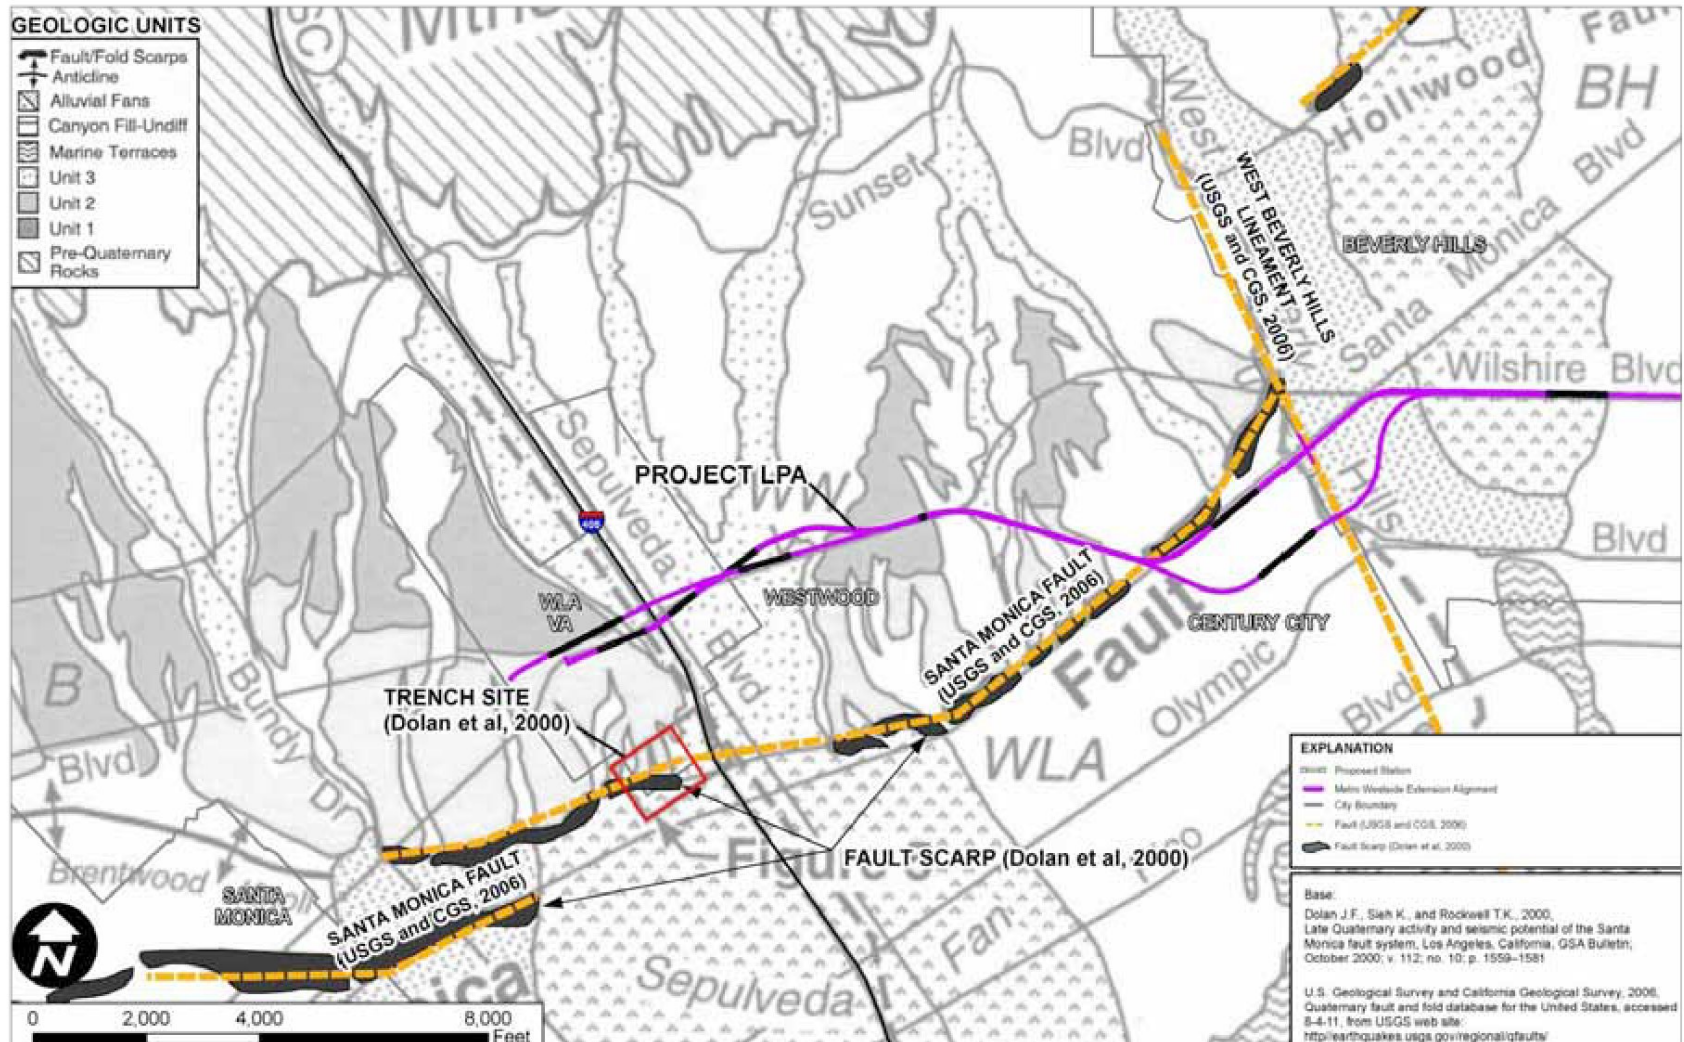 GEOLOGIC UNITS
Fault/Fold Scarps
Anticline
Alluvial Fans
Canyon Fill-Undiff
Marine Terraces
Unit 3
Unit 2
Unit 1
Pre-Quaternary
Rocks
Mtns
SC
West
Hollywood
Fau
BH
Blvd
Blvd
Sunset
WEST BEVERLY HILLS
LINEAMENT
(USGS and CGS, 2006)
BEVERLY HILLS
Santa Monica
Wilshire Blvd
Sepulveda
PROJECT LPA
WW
Hills
405
Blvd
WLA
VA
WESTWOOD
SANTA MONICA FAULT
(USGS and CGS, 2006)
CENTURY CITY
Fault
Blvd
Olympic
Blvd
B
Bundy
Dr
TRENCH SITE
(Dolan et al, 2000)
WLA
Blvd
Brentwood
SANTA
MONICA
SANTA MONICA FAULT
(USGS and CGS, 2006)
FAULT SCARP (Dolan et al, 2000)
Fan
Sepulveda
ica
N
0 2,000 4,000 8,000
Feet
EXPLANATION
Proposed Station
Metro Westside Extension Alignment
City Boundary
Fault (USGS and CGS, 2006)
Fault Scarp (Dolan et al, 2000)
Base:
Dolan J.F., Sieh K., and Rockwell T.K., 2000,
Late Quaternary activity and seismic potential of the Santa
Monica fault system, Los Angeles, California, GSA Bulletin;
October 2000; v. 112; no. 10; p. 1559–1581
U.S. Geological Survey and California Geological Survey, 2006,
Quaternary fault and fold database for the United States, accessed
8-4-11, from USGS web site:
http//earthquakes.usgs.gov/regional/qfaults/